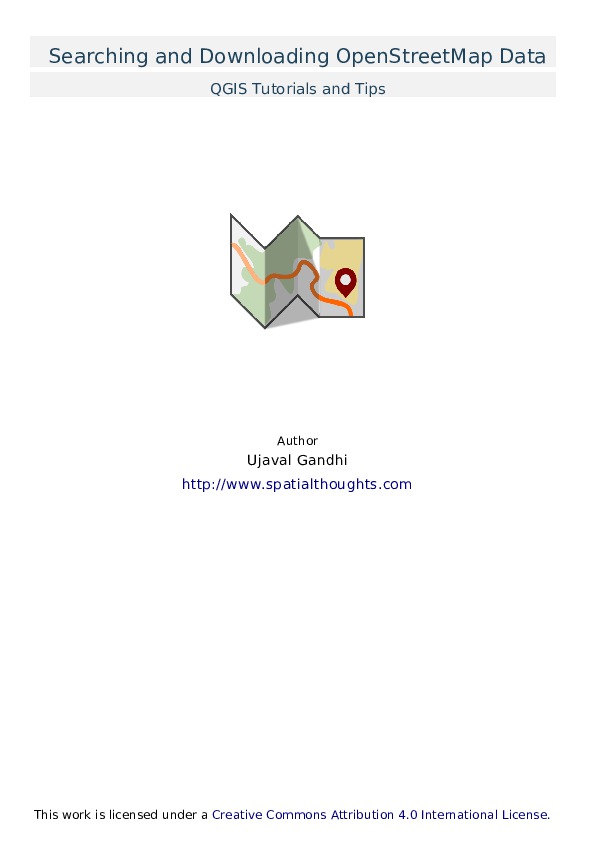 Searching and Downloading OpenStreetMap Data
QGIS Tutorials and Tips
Author
Ujaval Gandhi
http://www.spatialthoughts.com
This work is licensed under a Creative Commons Attribution 4.0 International License.